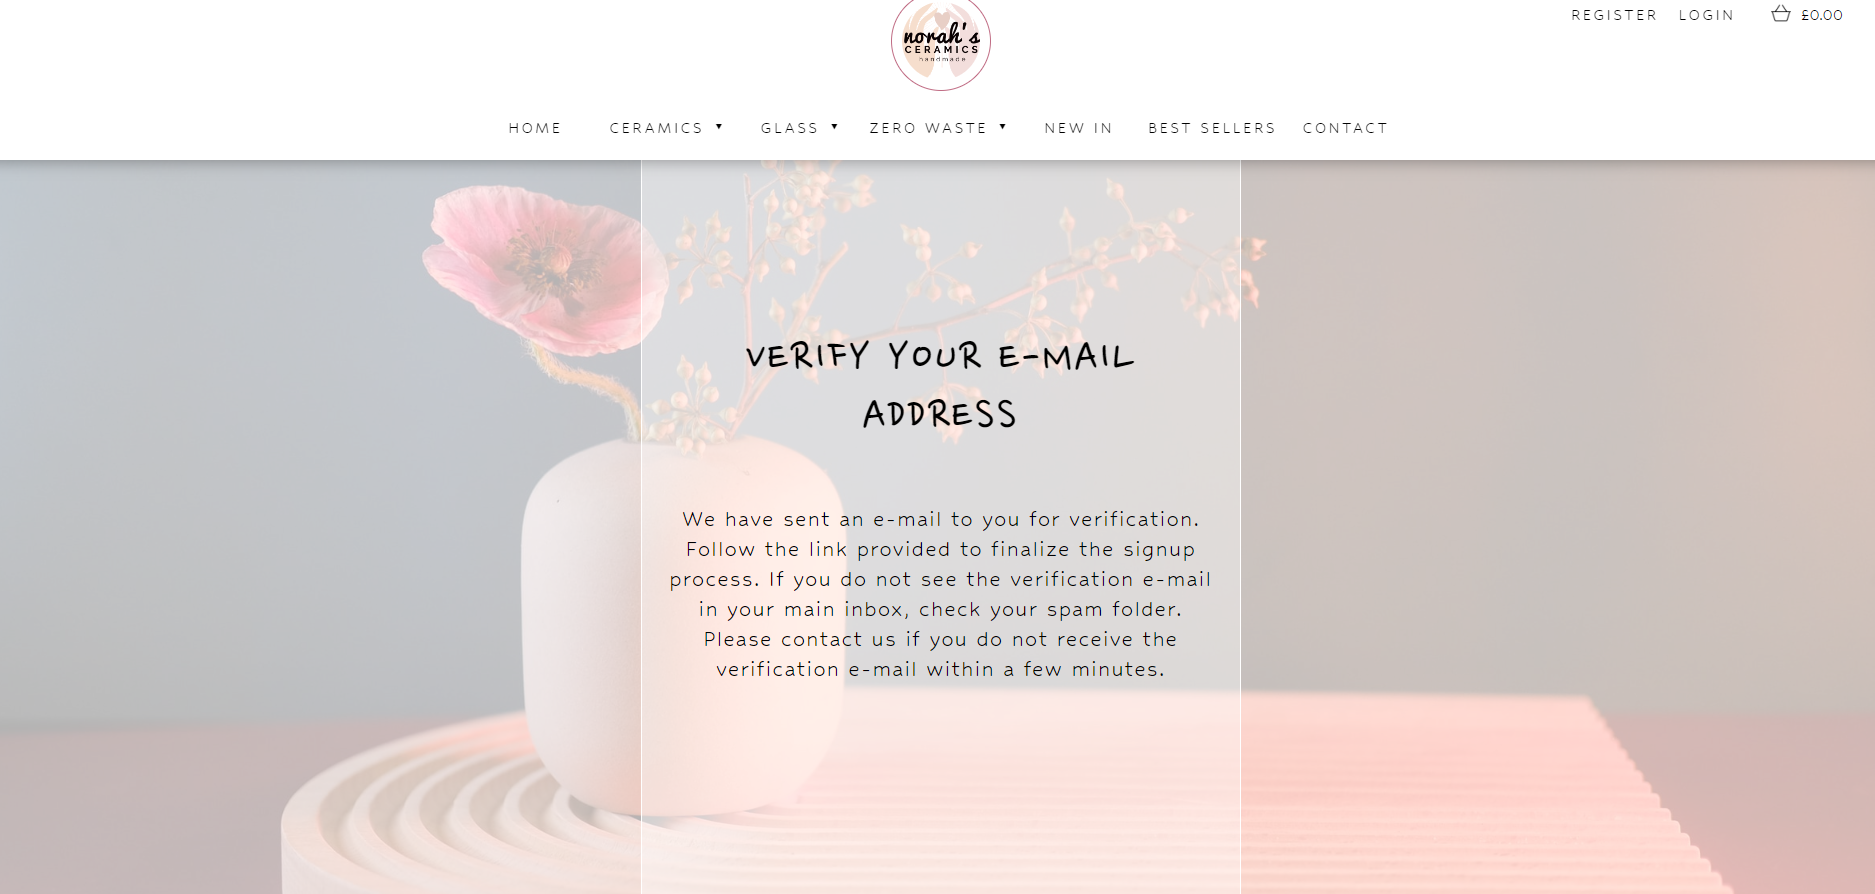 norah's
CERAMICS
handmade
REGISTER LOGIN £0.00
HOME CERAMICS ▼ GLASS ▼ ZERO WASTE ▼ NEW IN BEST SELLERS CONTACT
VERIFY YOUR E-MAIL
ADDRESS
We have sent an e-mail to you for verification.
Follow the link provided to finalize the signup
process. If you do not see the verification e-mail
in your main inbox, check your spam folder.
Please contact us if you do not receive the
verification e-mail within a few minutes.